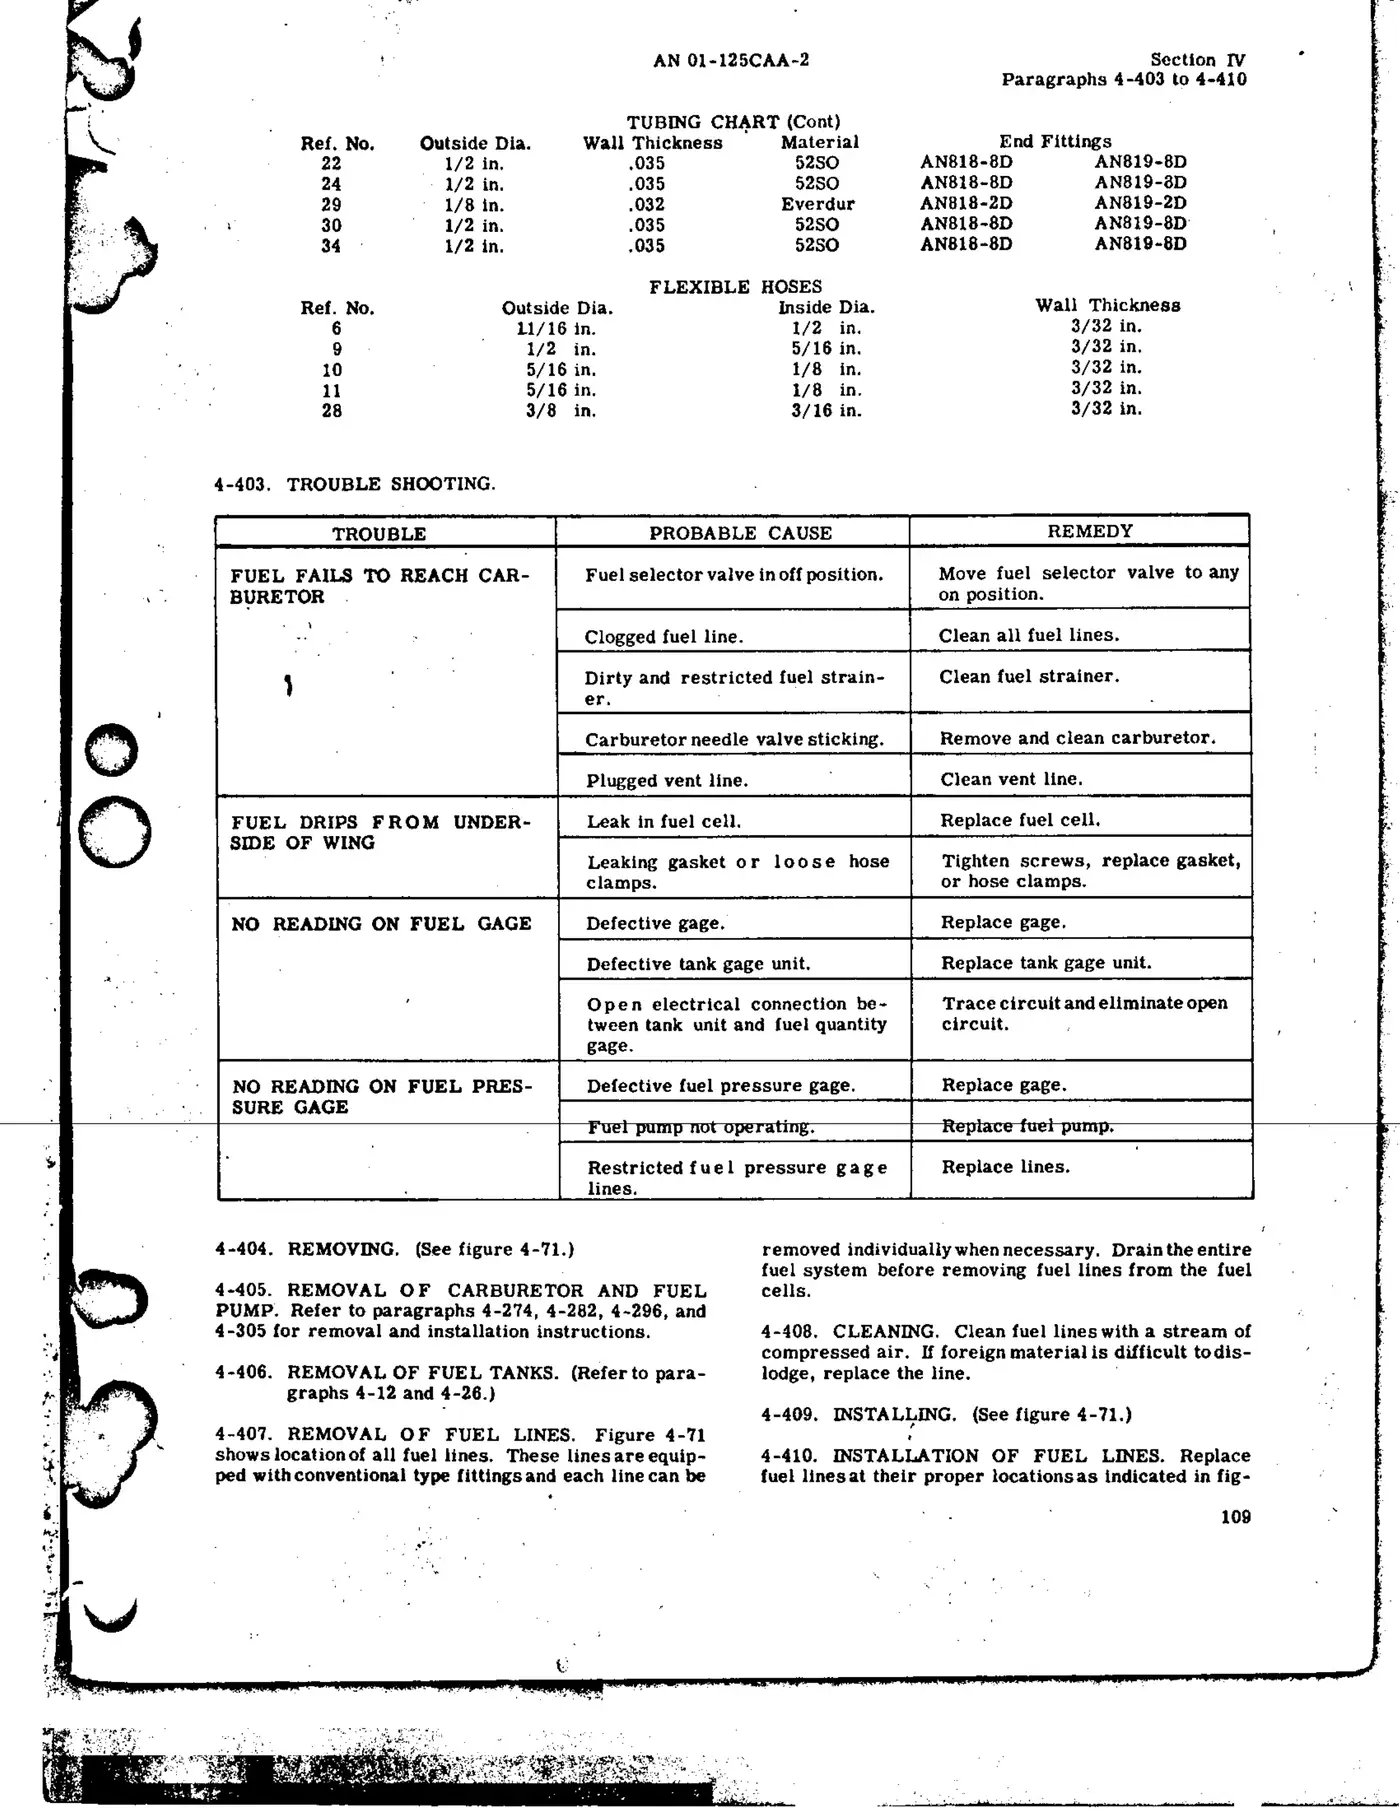 AN 01-125CAA-2
Section IV
Paragraphs 4-403 to 4-410
TUBING CHART (Cont)
Ref. No. Outside Dia. Wall Thickness Material End Fittings
22 1/2 in. .035 52SO AN818-8D AN819-8D
24 1/2 in. .035 52SO AN818-8D AN819-8D
29 1/8 in. .032 Everdur AN818-2D AN819-2D
30 1/2 in. .035 52SO AN818-8D AN819-8D
34 1/2 in. .035 52SO AN818-8D AN819-8D
FLEXIBLE HOSES
Ref. No. Outside Dia. Inside Dia. Wall Thickness
6 11/16 in. 1/2 in. 3/32 in.
9 1/2 in. 5/16 in. 3/32 in.
10 5/16 in. 1/8 in. 3/32 in.
11 5/16 in. 1/8 in. 3/32 in.
28 3/8 in. 3/16 in. 3/32 in.
4-403. TROUBLE SHOOTING.
TROUBLE PROBABLE CAUSE REMEDY
FUEL FAILS TO REACH CAR-
BURETOR
Fuel selector valve in off position.
Move fuel selector valve to any
on position.
Clogged fuel line.
Clean all fuel lines.
Dirty and restricted fuel strain-
er.
Clean fuel strainer.
Carburetor needle valve sticking.
Remove and clean carburetor.
Plugged vent line.
Clean vent line.
FUEL DRIPS FROM UNDER-
SIDE OF WING
Leak in fuel cell.
Replace fuel cell.
Leaking gasket or loose hose
clamps.
Tighten screws, replace gasket,
or hose clamps.
NO READING ON FUEL GAGE
Defective gage.
Replace gage.
Defective tank gage unit.
Replace tank gage unit.
Open electrical connection be-
tween tank unit and fuel quantity
gage.
Trace circuit and eliminate open
circuit.
NO READING ON FUEL PRES-
SURE GAGE
Defective fuel pressure gage.
Replace gage.
Fuel pump not operating.
Replace fuel pump.
Restricted fuel pressure gage
lines.
Replace lines.
4-404. REMOVING. (See figure 4-71.)
4-405. REMOVAL OF CARBURETOR AND FUEL
PUMP. Refer to paragraphs 4-274, 4-282, 4-296, and
4-305 for removal and installation instructions.
4-406. REMOVAL OF FUEL TANKS. (Refer to para-
graphs 4-12 and 4-26.)
4-407. REMOVAL OF FUEL LINES. Figure 4-71
shows location of all fuel lines. These lines are equip-
ped with conventional type fittings and each line can be
removed individually when necessary. Drain the entire
fuel system before removing fuel lines from the fuel
cells.
4-408. CLEANING. Clean fuel lines with a stream of
compressed air. If foreign material is difficult to dis-
lodge, replace the line.
4-409. INSTALLING. (See figure 4-71.)
4-410. INSTALLATION OF FUEL LINES. Replace
fuel lines at their proper locations as indicated in fig-
109